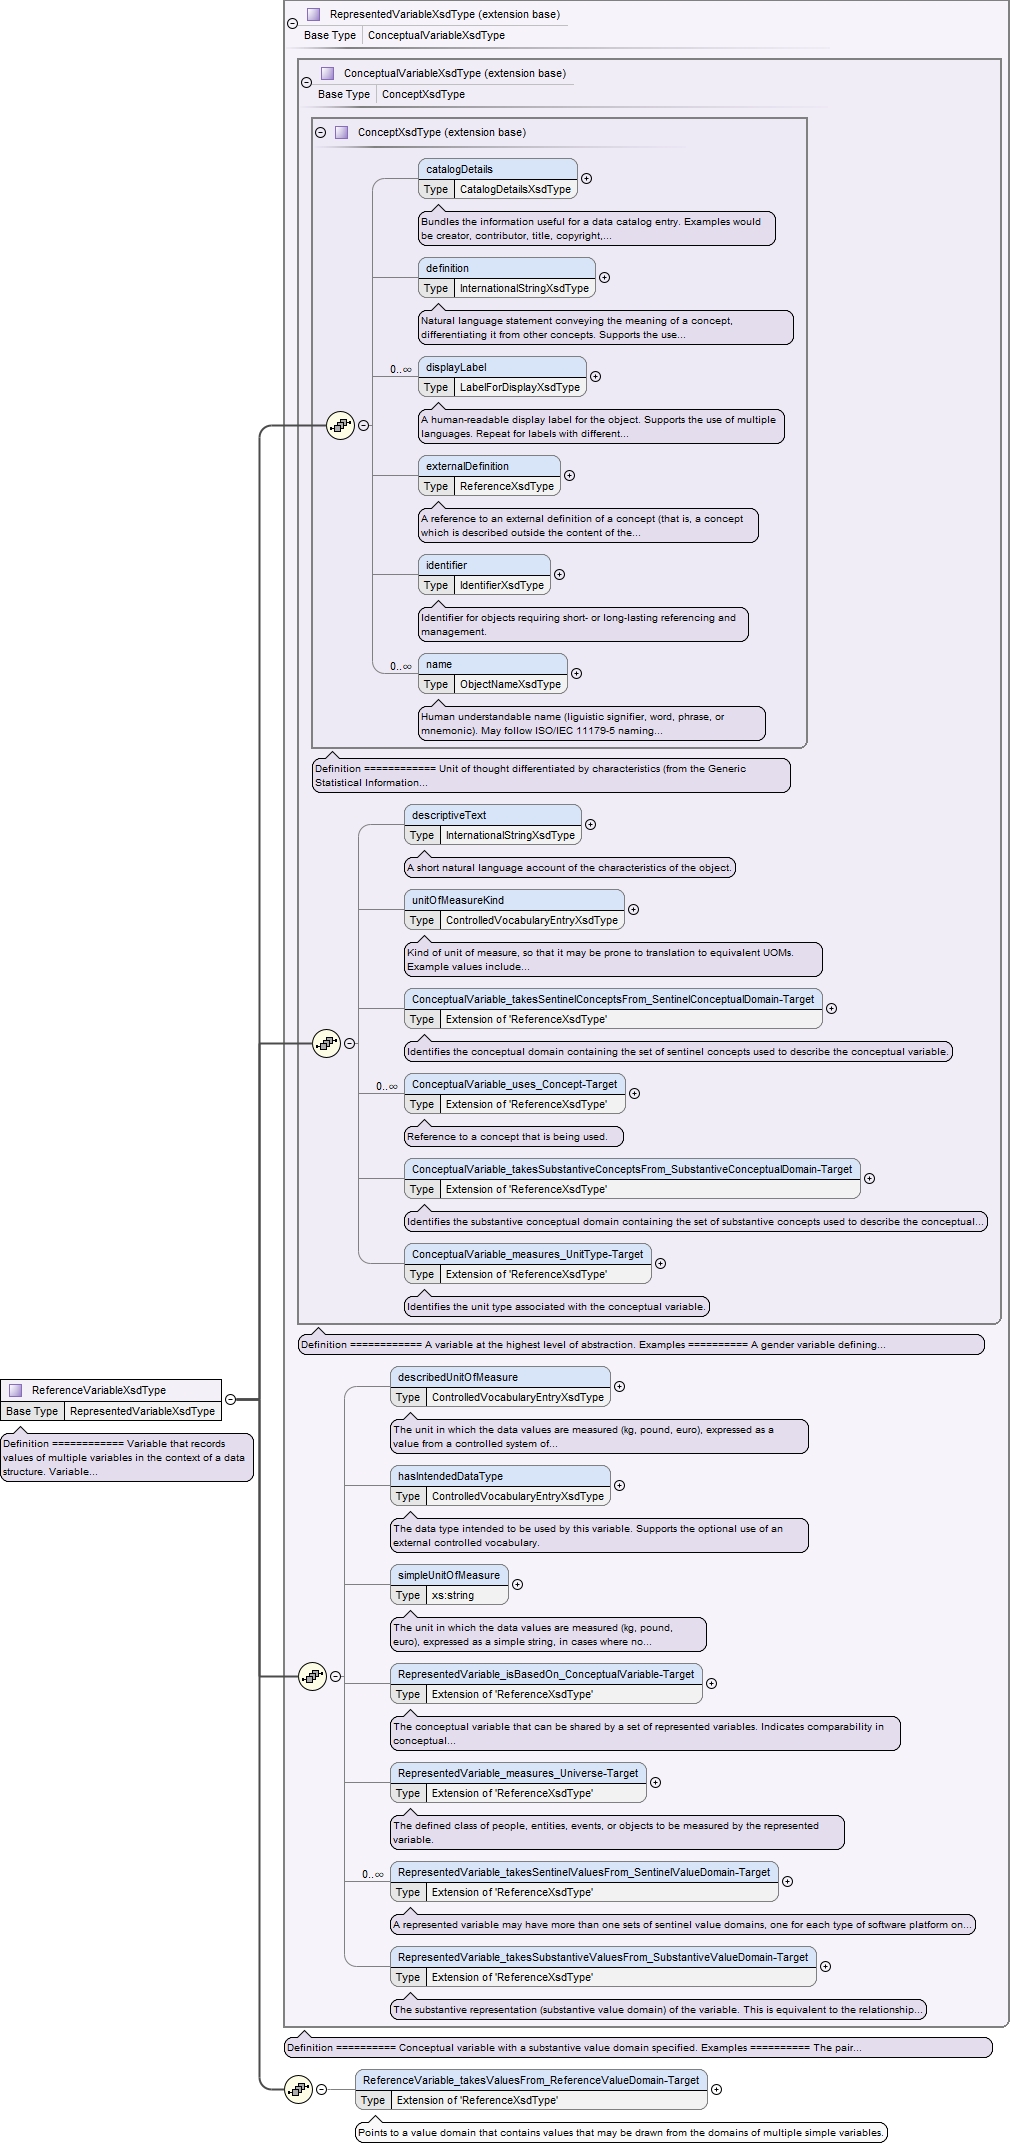 RepresentedVariableXsdType (extension base)
Base Type ConceptualVariableXsdType
ConceptualVariableXsdType (extension base)
Base Type ConceptXsdType
ConceptXsdType (extension base)
catalogDetails
Type CatalogDetailsXsdType
Bundles the information useful for a data catalog entry. Examples would
be creator, contributor, title, copyright,...
definition
Type InternationalStringXsdType
Natural language statement conveying the meaning of a concept,
differentiating it from other concepts. Supports the use...
0..∞
displayLabel
Type LabelForDisplayXsdType
A human-readable display label for the object. Supports the use of multiple
languages. Repeat for labels with different...
externalDefinition
Type ReferenceXsdType
A reference to an external definition of a concept (that is, a concept
which is described outside the content of the...
identifier
Type IdentifierXsdType
Identifier for objects requiring short- or long-lasting referencing and
management.
0..∞
name
Type ObjectNameXsdType
Human understandable name (liguistic signifier, word, phrase, or
mnemonic). May follow ISO/IEC 11179-5 naming...
Definition ============ Unit of thought differentiated by characteristics (from the Generic
Statistical Information...
descriptiveText
Type InternationalStringXsdType
A short natural language account of the characteristics of the object.
unitOfMeasureKind
Type ControlledVocabularyEntryXsdType
Kind of unit of measure, so that it may be prone to translation to equivalent UOMs.
Example values include...
ConceptualVariable_takesSentinelConceptsFrom_SentinelConceptualDomain-Target
Type Extension of 'ReferenceXsdType'
Identifies the conceptual domain containing the set of sentinel concepts used to describe the conceptual variable.
0..∞
ConceptualVariable_uses_Concept-Target
Type Extension of 'ReferenceXsdType'
Reference to a concept that is being used.
ConceptualVariable_takesSubstantiveConceptsFrom_SubstantiveConceptualDomain-Target
Type Extension of 'ReferenceXsdType'
Identifies the substantive conceptual domain containing the set of substantive concepts used to describe the conceptual...
ConceptualVariable_measures_UnitType-Target
Type Extension of 'ReferenceXsdType'
Identifies the unit type associated with the conceptual variable.
Definition ============ A variable at the highest level of abstraction. Examples ========== A gender variable defining...
ReferenceVariableXsdType
Base Type RepresentedVariableXsdType
Definition ============ Variable that records
values of multiple variables in the context of a data
structure. Variable...
describedUnitOfMeasure
Type ControlledVocabularyEntryXsdType
The unit in which the data values are measured (kg, pound, euro), expressed as a
value from a controlled system of...
hasIntendedDataType
Type ControlledVocabularyEntryXsdType
The data type intended to be used by this variable. Supports the optional use of an
external controlled vocabulary.
simpleUnitOfMeasure
Type xs:string
The unit in which the data values are measured (kg, pound,
euro), expressed as a simple string, in cases where no...
RepresentedVariable_isBasedOn_ConceptualVariable-Target
Type Extension of 'ReferenceXsdType'
The conceptual variable that can be shared by a set of represented variables. Indicates comparability in
conceptual...
RepresentedVariable_measures_Universe-Target
Type Extension of 'ReferenceXsdType'
The defined class of people, entities, events, or objects to be measured by the represented
variable.
0..∞
RepresentedVariable_takesSentinelValuesFrom_SentinelValueDomain-Target
Type Extension of 'ReferenceXsdType'
A represented variable may have more than one sets of sentinel value domains, one for each type of software platform on...
RepresentedVariable_takesSubstantiveValuesFrom_SubstantiveValueDomain-Target
Type Extension of 'ReferenceXsdType'
The substantive representation (substantive value domain) of the variable. This is equivalent to the relationship...
Definition ========== Conceptual variable with a substantive value domain specified. Examples ========== The pair...
ReferenceVariable_takesValuesFrom_ReferenceValueDomain-Target
Type Extension of 'ReferenceXsdType'
Points to a value domain that contains values that may be drawn from the domains of multiple simple variables.